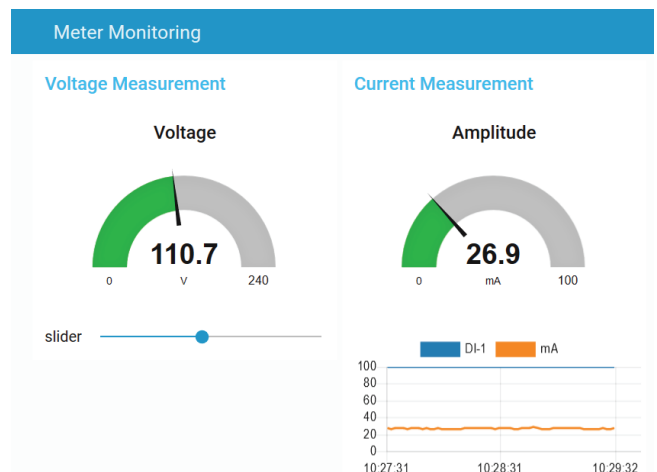 Meter Monitoring
Voltage Measurement
Voltage
110.7
0 V 240
slider
Current Measurement
Amplitude
26.9
0 mA 100
DI-1 mA
100
80
60
40
20
0
10:27:31 10:28:31 10:29:32